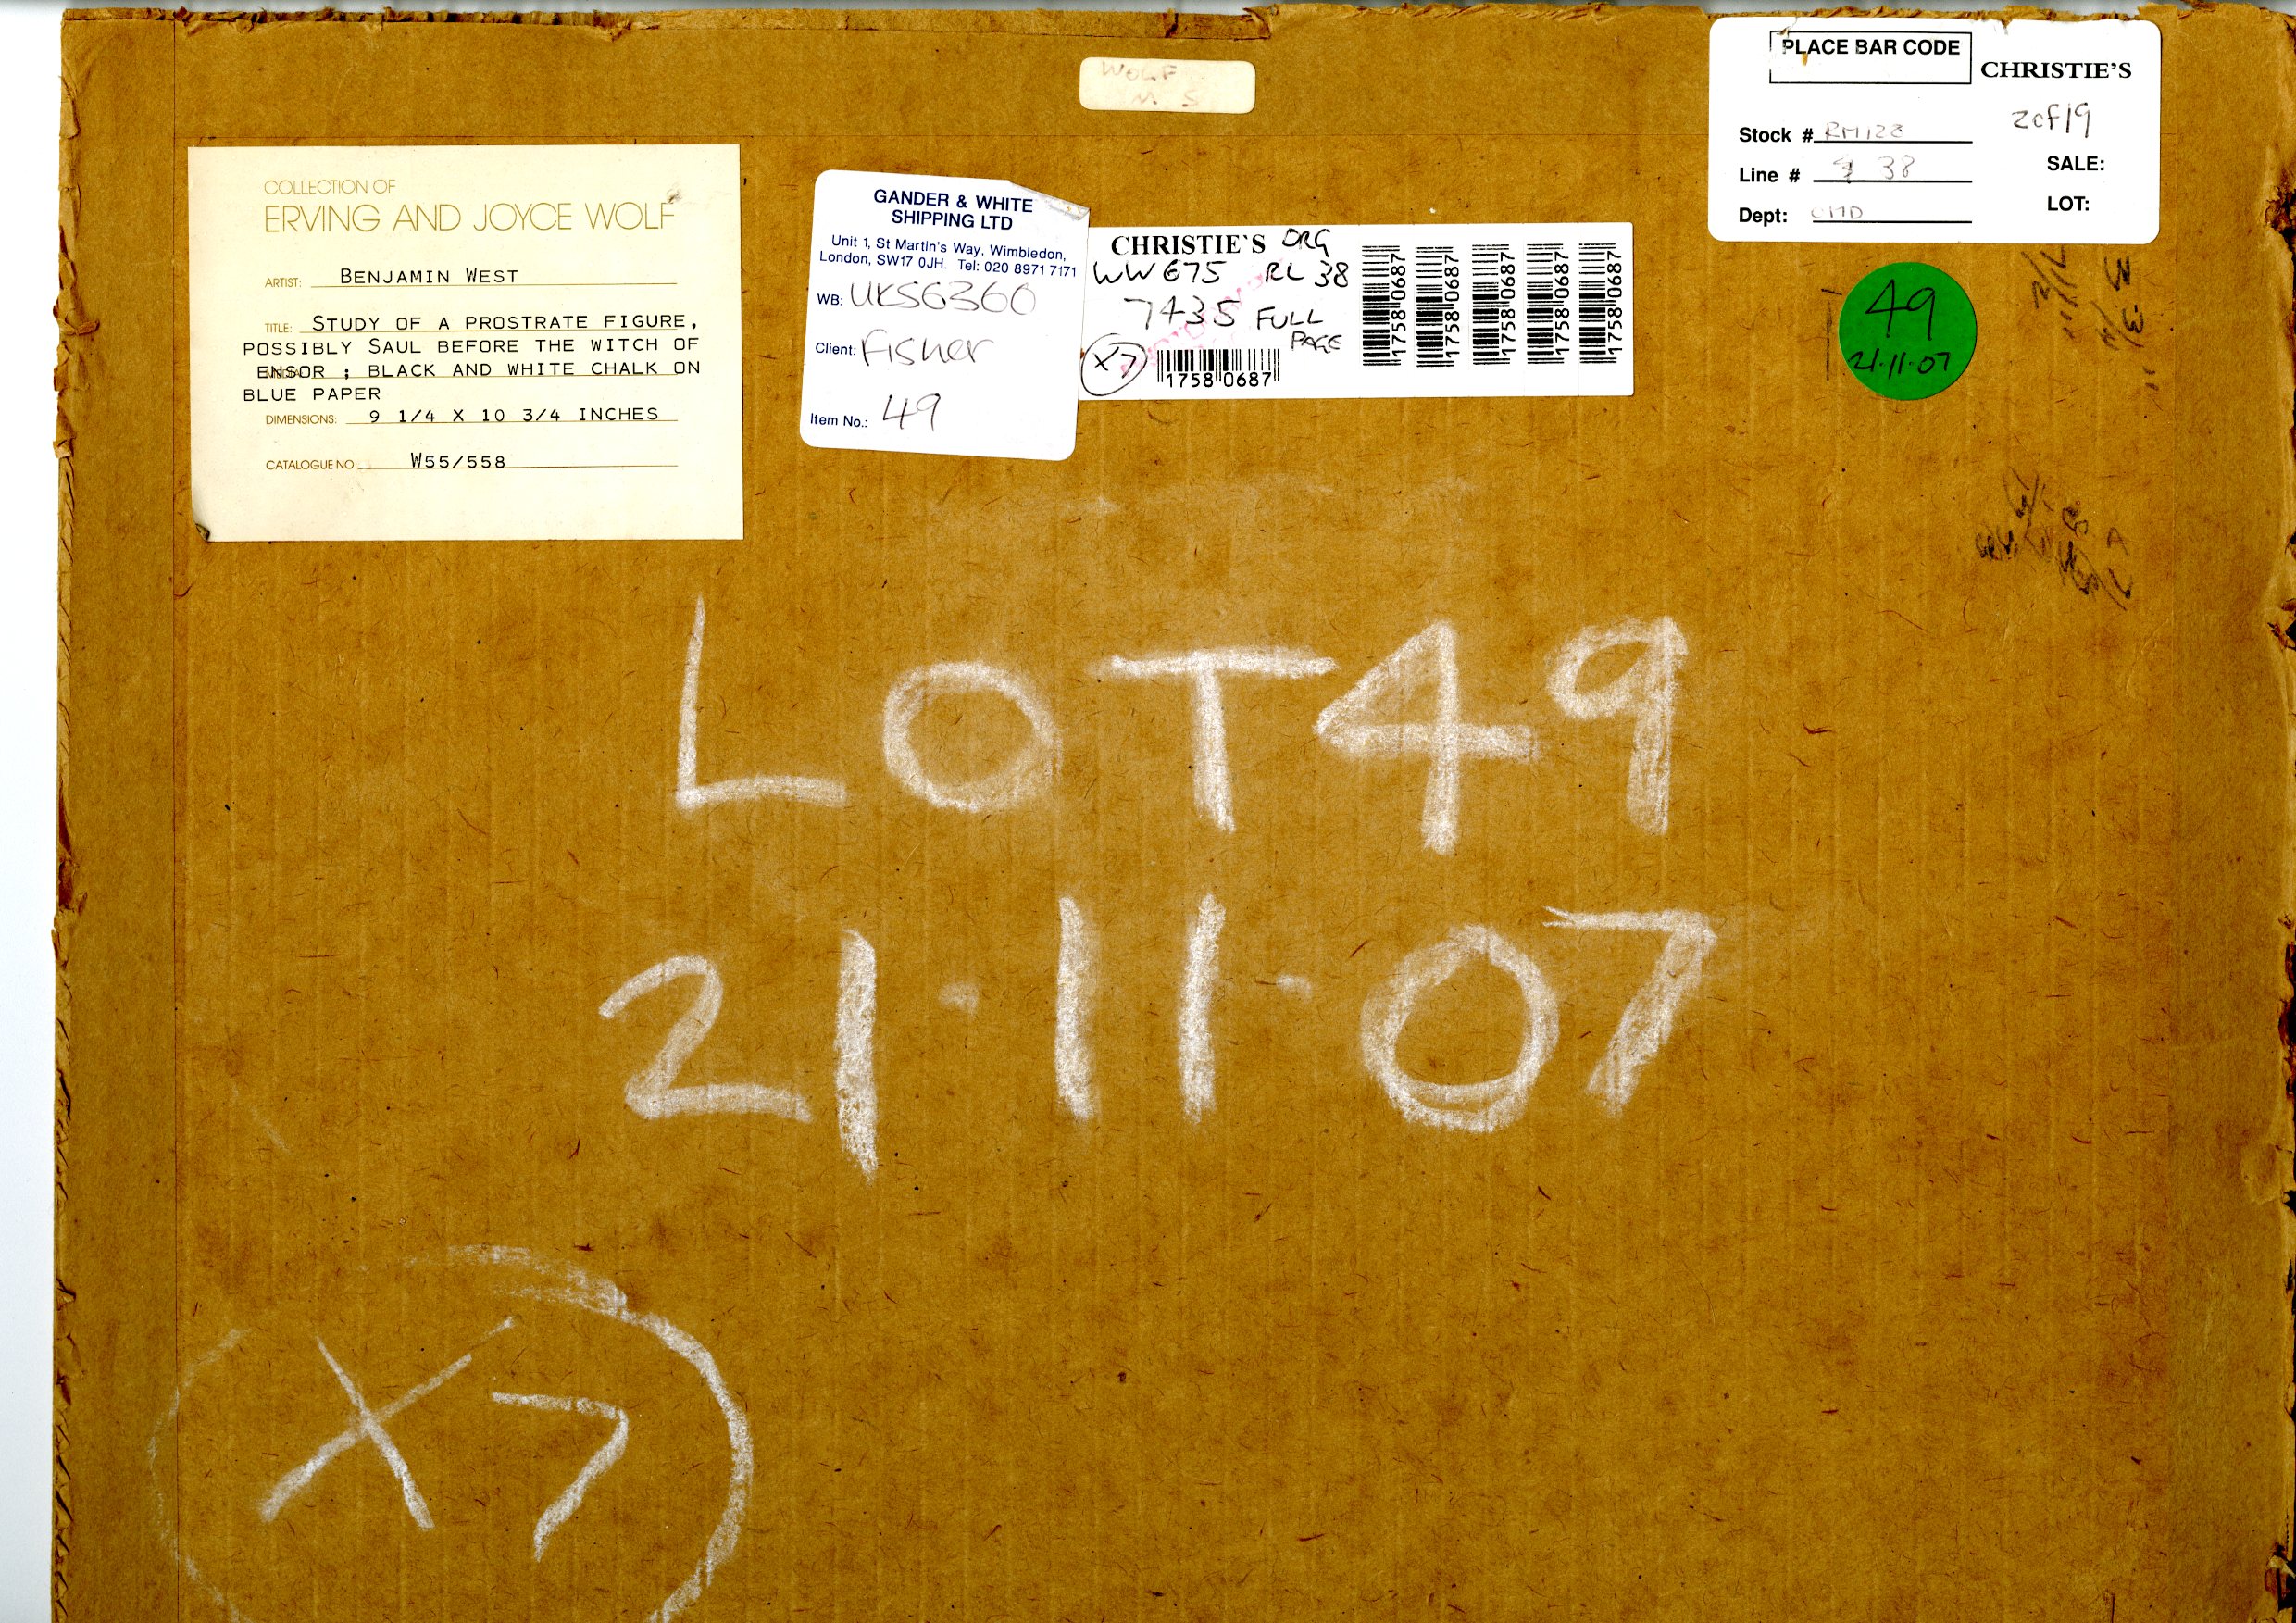 WOLF
COLLECTION OF
ERVING AND JOYCE WOLF
ARTIST: BENJAMIN WEST
TITLE: STUDY OF A PROSTRATE FIGURE,
POSSIBLY SAUL BEFORE THE WITCH OF
ENSOR ; BLACK AND WHITE CHALK ON
BLUE PAPER
DIMENSIONS: 9 1/4 X 10 3/4 INCHES
CATALOGUE NO: W55/558
GANDER & WHITE
SHIPPING LTD
Unit 1, St Martin's Way, Wimbledon,
London, SW17 0JH. Tel: 020 8971 7171
WB: UKS6360
Client: Fisher
Item No.: 49
CHRISTIE'S ORG
WW675 RL 38
7435 FULL
PAGE
X7
17580687
17580687
17580687
17580687
17580687
17580687
PLACE BAR CODE
CHRISTIE'S
2 of 19
Stock #
Line # 38
Dept:
SALE:
LOT:
49
21.11.07
LOT 49
21.11.07
X7